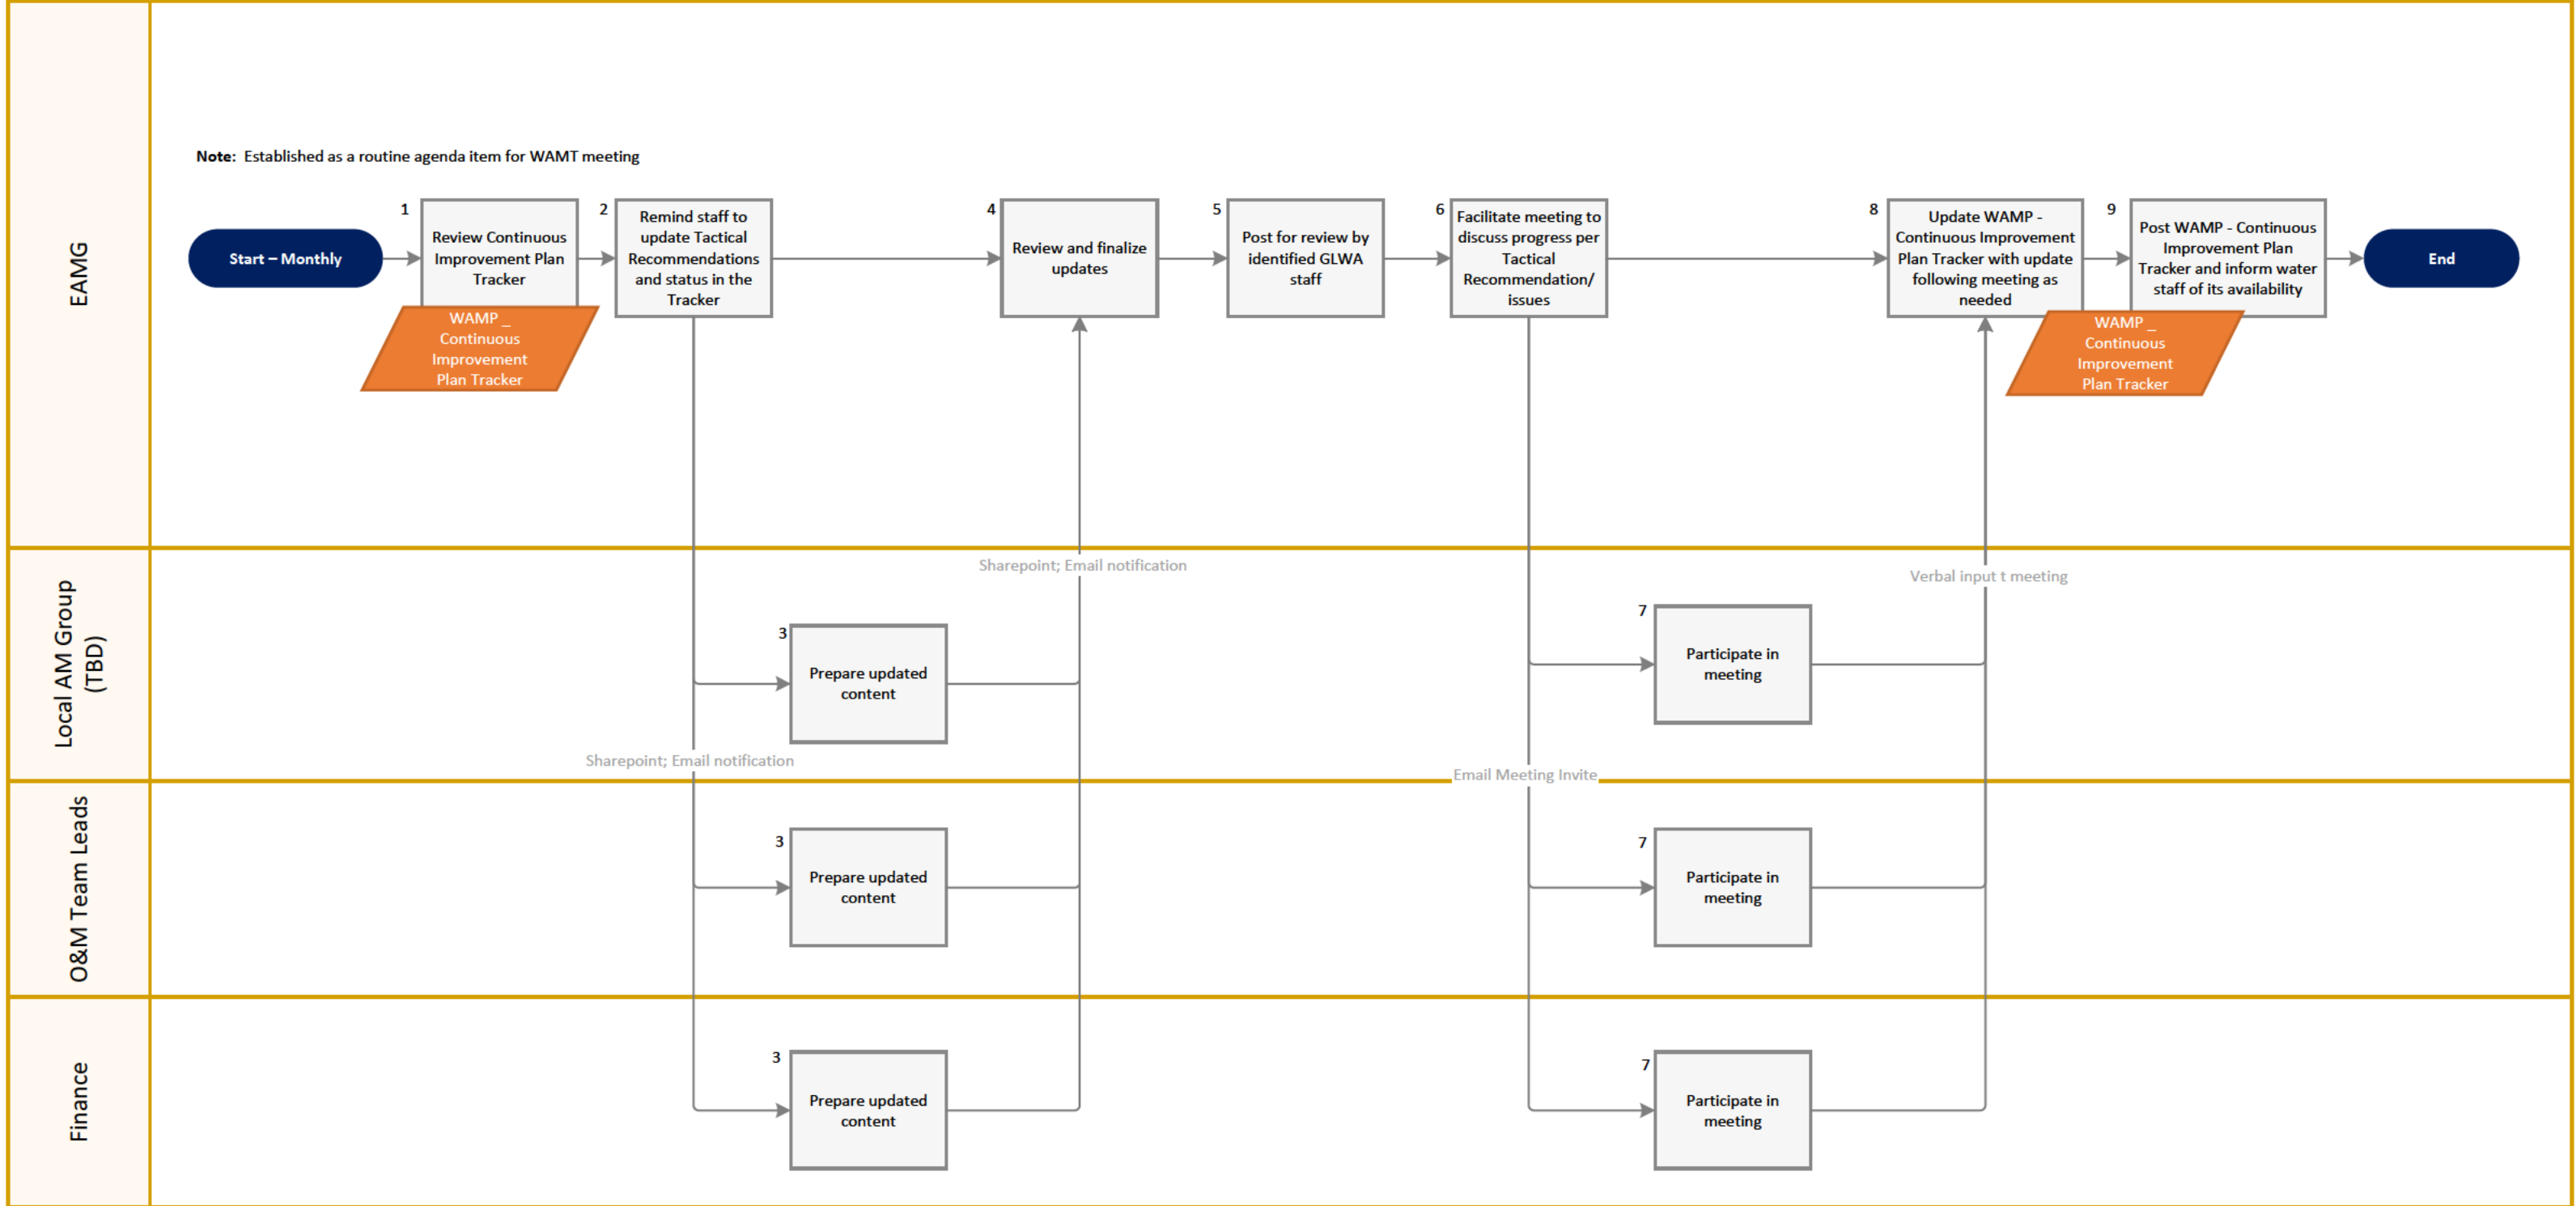 EAMG
Note: Established as a routine agenda item for WAMT meeting
Start – Monthly
1
Review Continuous
Improvement Plan
Tracker
WAMP _
Continuous
Improvement
Plan Tracker
2
Remind staff to
update Tactical
Recommendations
and status in the
Tracker
4
Review and finalize
updates
5
Post for review by
identified GLWA
staff
6
Facilitate meeting to
discuss progress per
Tactical
Recommendation/
issues
8
Update WAMP -
Continuous Improvement
Plan Tracker with update
following meeting as
needed
9
Post WAMP - Continuous
Improvement Plan
Tracker and inform water
staff of its availability
WAMP _
Continuous
Improvement
Plan Tracker
End
Local AM Group
(TBD)
Sharepoint; Email notification
Verbal input t meeting
3
Prepare updated
content
7
Participate in
meeting
Sharepoint; Email notification
Email Meeting Invite
O&M Team Leads
3
Prepare updated
content
7
Participate in
meeting
Finance
3
Prepare updated
content
7
Participate in
meeting